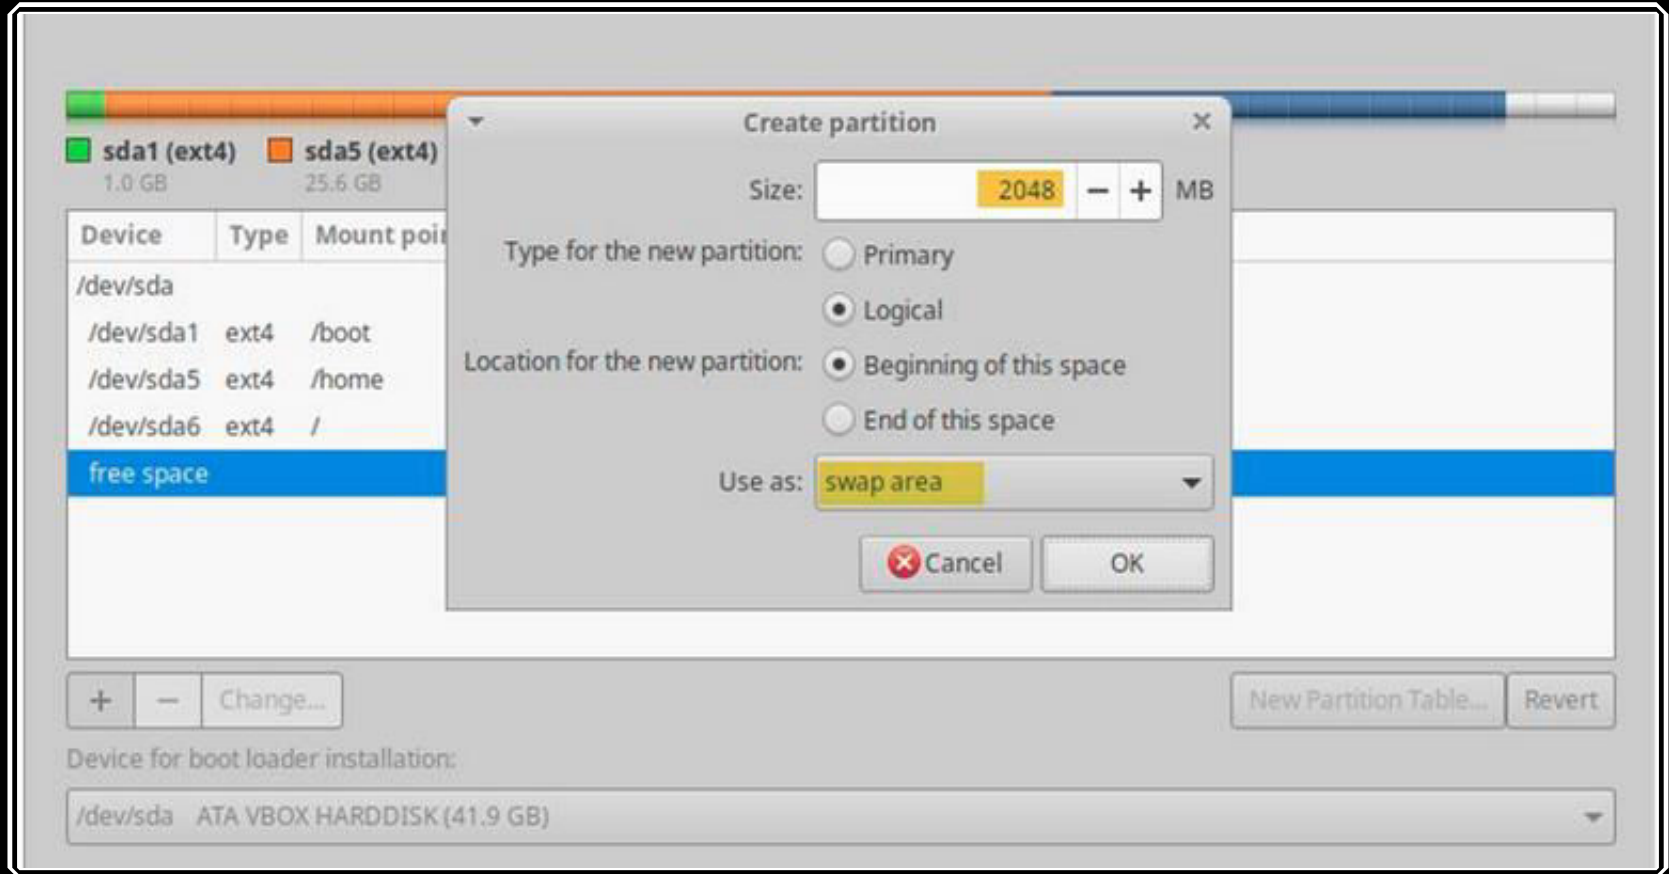 Create partition
sda1 (ext4) sda5 (ext4)
1.0 GB 25.6 GB
Size: 2048 MB
Type for the new partition: Primary
Logical
Location for the new partition: Beginning of this space
End of this space
Use as: swap area
Cancel OK
Device Type Mount poin
/dev/sda
/dev/sda1 ext4 /boot
/dev/sda5 ext4 /home
/dev/sda6 ext4 /
free space
+ − Change... New Partition Table... Revert
Device for boot loader installation:
/dev/sda ATA VBOX HARDDISK (41.9 GB)